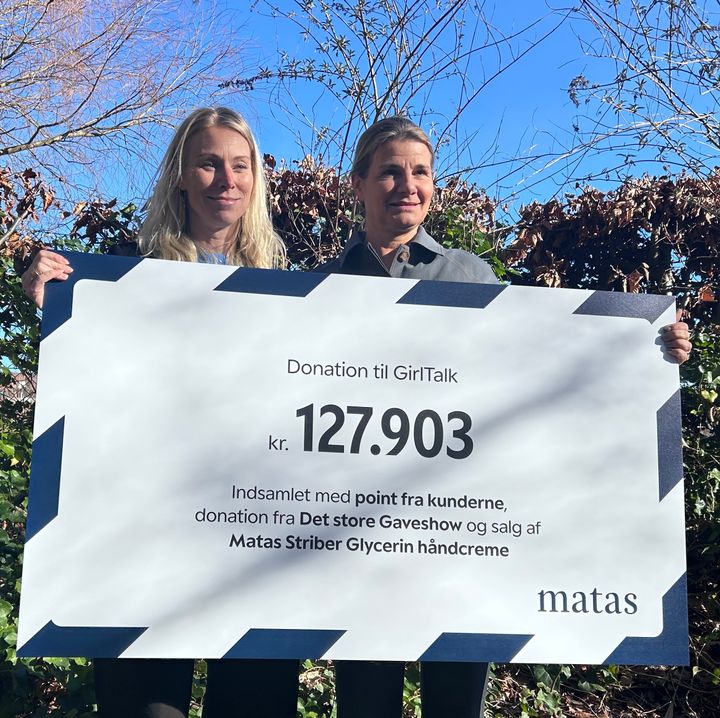 Donation til GirlTalk
kr. 127.903
Indsamlet med point fra kunderne,
donation fra Det store Gaveshow og salg af
Matas Striber Glycerin håndcreme
matas